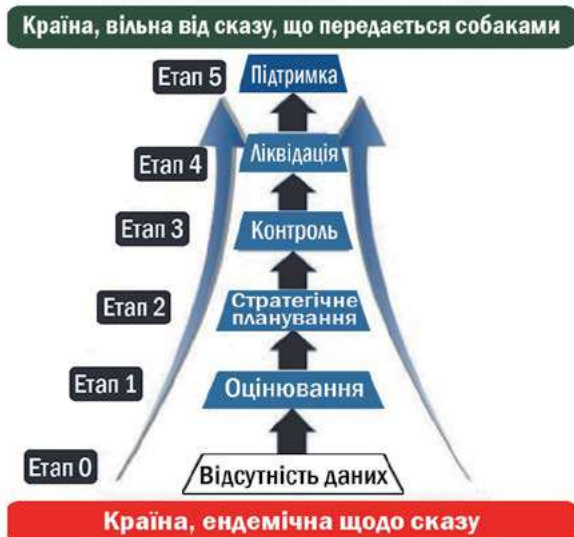 Країна, вільна від сказу, що передається собаками
Етап 5
Підтримка
Етап 4
Ліквідація
Етап 3
Контроль
Етап 2
Стратегічне
планування
Етап 1
Оцінювання
Етап 0
Відсутність даних
Країна, ендемічна щодо сказу